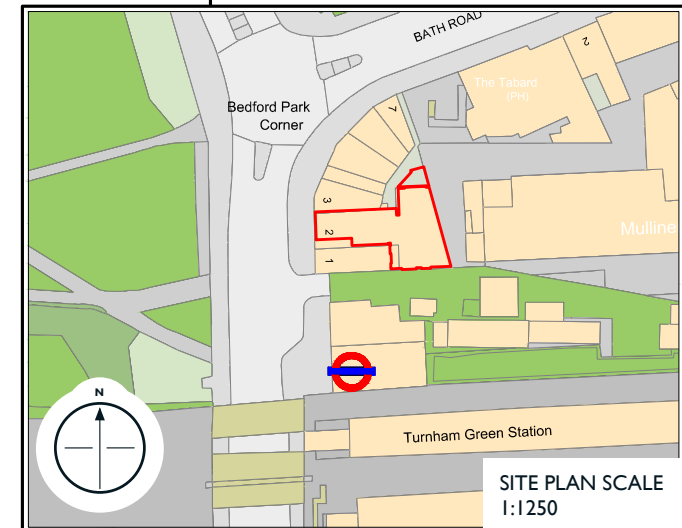 BATH ROAD
2
The Tabard
(PH)
Bedford Park
Corner
7
3
2
1
Mulline
N
Turnham Green Station
SITE PLAN SCALE
1:1250